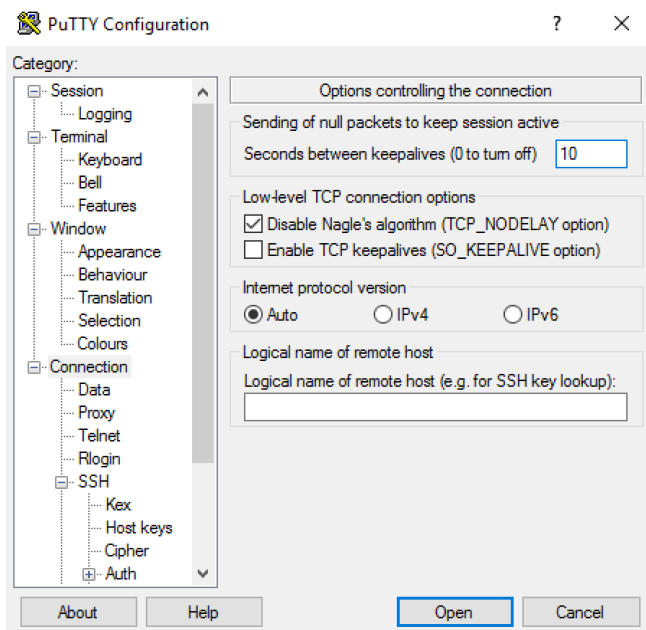 PuTTY Configuration
?
Category:
Session
Logging
Terminal
Keyboard
Bell
Features
Window
Appearance
Behaviour
Translation
Selection
Colours
Connection
Data
Proxy
Telnet
Rlogin
SSH
Kex
Host keys
Cipher
Auth
Options controlling the connection
Sending of null packets to keep session active
Seconds between keepalives (0 to turn off) 10
Low-level TCP connection options
Disable Nagle's algorithm (TCP_NODELAY option)
Enable TCP keepalives (SO_KEEPALIVE option)
Internet protocol version
Auto IPv4 IPv6
Logical name of remote host
Logical name of remote host (e.g. for SSH key lookup):
About Help Open Cancel